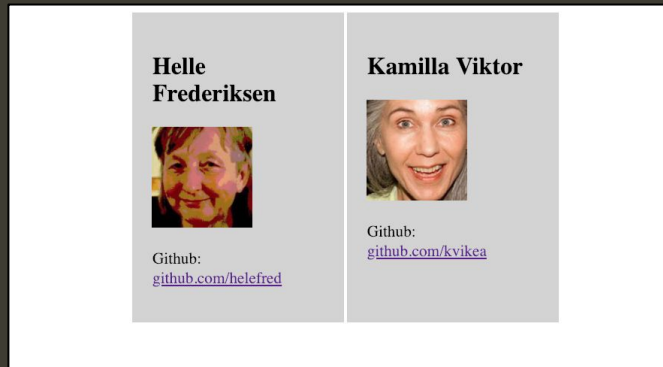 Helle
Frederiksen
Github:
github.com/helefred
Kamilla Viktor
Github:
github.com/kvikea